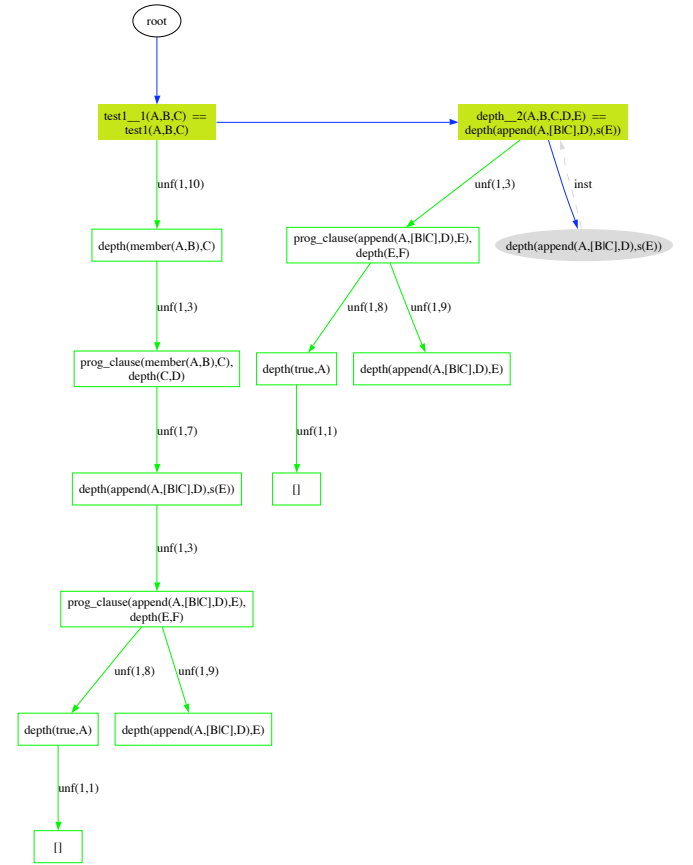 root
test1__1(A,B,C) ==
test1(A,B,C)
depth__2(A,B,C,D,E) ==
depth(append(A,[B|C],D),s(E))
unf(1,10)
unf(1,3)
inst
depth(member(A,B),C)
prog_clause(append(A,[B|C],D),E),
depth(E,F)
depth(append(A,[B|C],D),s(E))
unf(1,3)
unf(1,8)
unf(1,9)
prog_clause(member(A,B),C),
depth(C,D)
depth(true,A)
depth(append(A,[B|C],D),E)
unf(1,7)
unf(1,1)
depth(append(A,[B|C],D),s(E))
[]
unf(1,3)
prog_clause(append(A,[B|C],D),E),
depth(E,F)
unf(1,8)
unf(1,9)
depth(true,A)
depth(append(A,[B|C],D),E)
unf(1,1)
[]